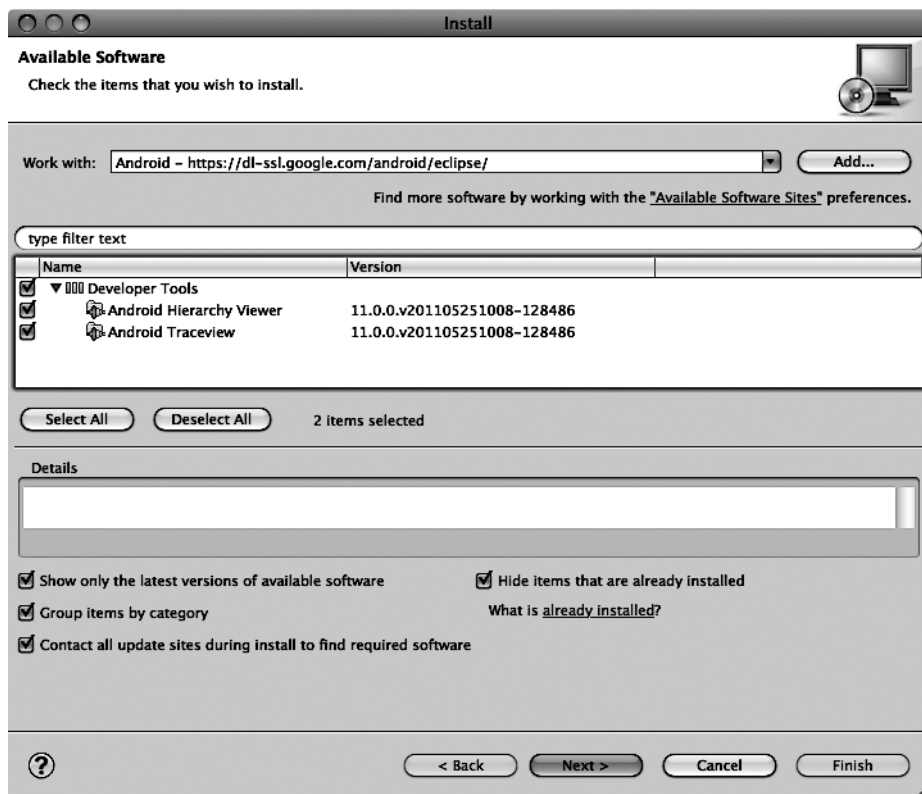 Install
Available Software
Check the items that you wish to install.
Work with: Android – https://dl-ssl.google.com/android/eclipse/ Add...
Find more software by working with the "Available Software Sites" preferences.
type filter text
Name Version
Developer Tools
Android Hierarchy Viewer 11.0.0.v201105251008-128486
Android Traceview 11.0.0.v201105251008-128486
Select All Deselect All 2 items selected
Details
Show only the latest versions of available software Hide items that are already installed
Group items by category What is already installed?
Contact all update sites during install to find required software
? < Back Next > Cancel Finish